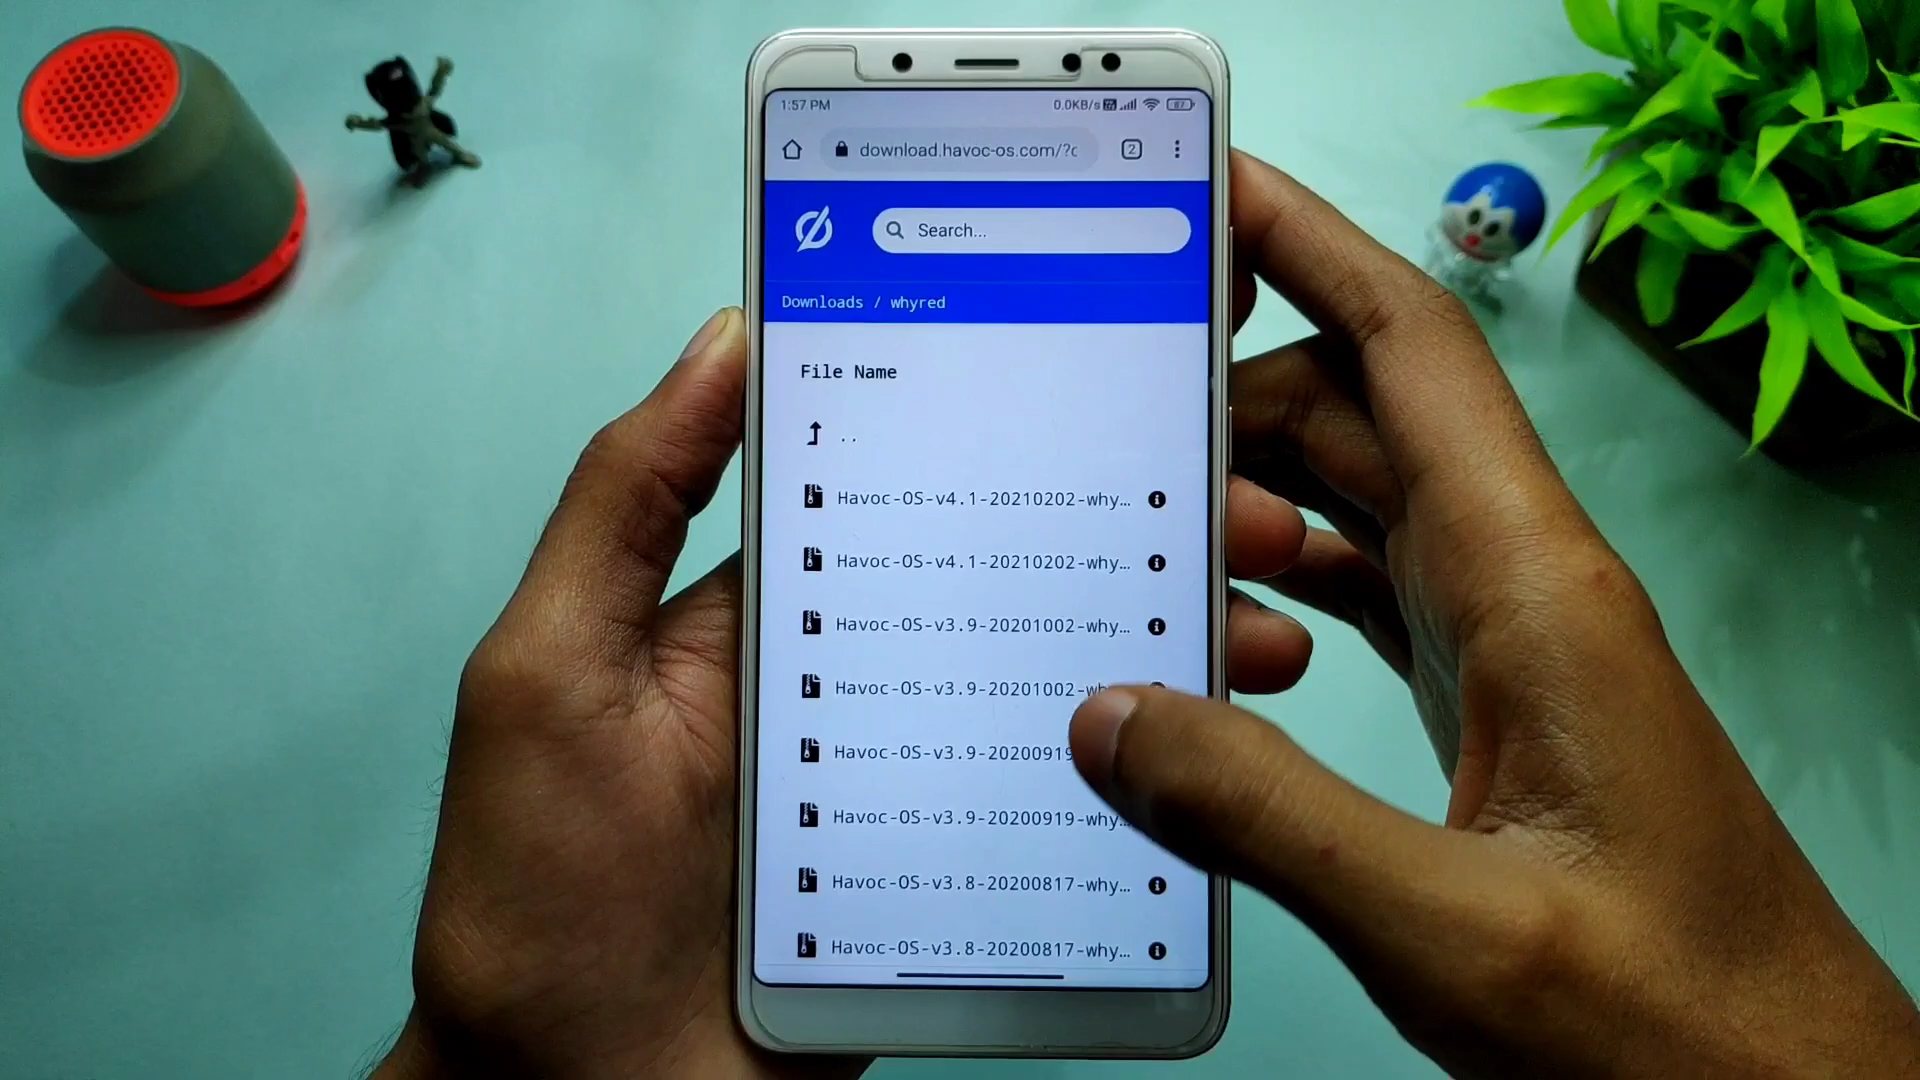 1:57 PM 0.0KB/s 87
download.havoc-os.com/?c 2
Search...
Downloads / whyred
File Name
..
Havoc-OS-v4.1-20210202-why...
Havoc-OS-v4.1-20210202-why...
Havoc-OS-v3.9-20201002-why...
Havoc-OS-v3.9-20201002-wh
Havoc-OS-v3.9-20200919
Havoc-OS-v3.9-20200919-why...
Havoc-OS-v3.8-20200817-why...
Havoc-OS-v3.8-20200817-why...